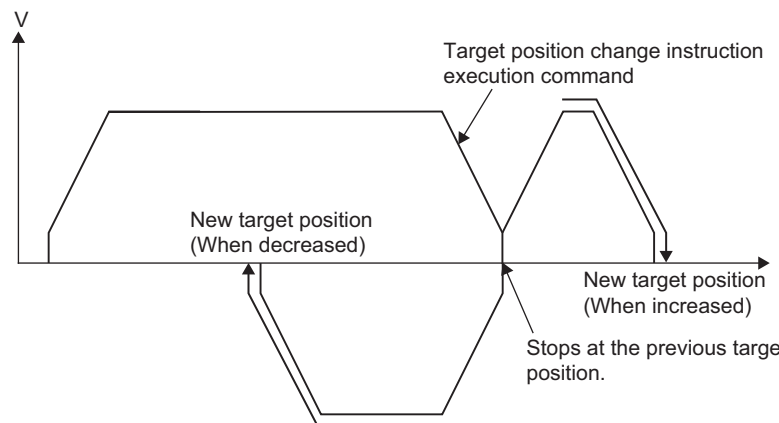 V
Target position change instruction
execution command
New target position
(When decreased)
New target position
(When increased)
Stops at the previous targe
position.